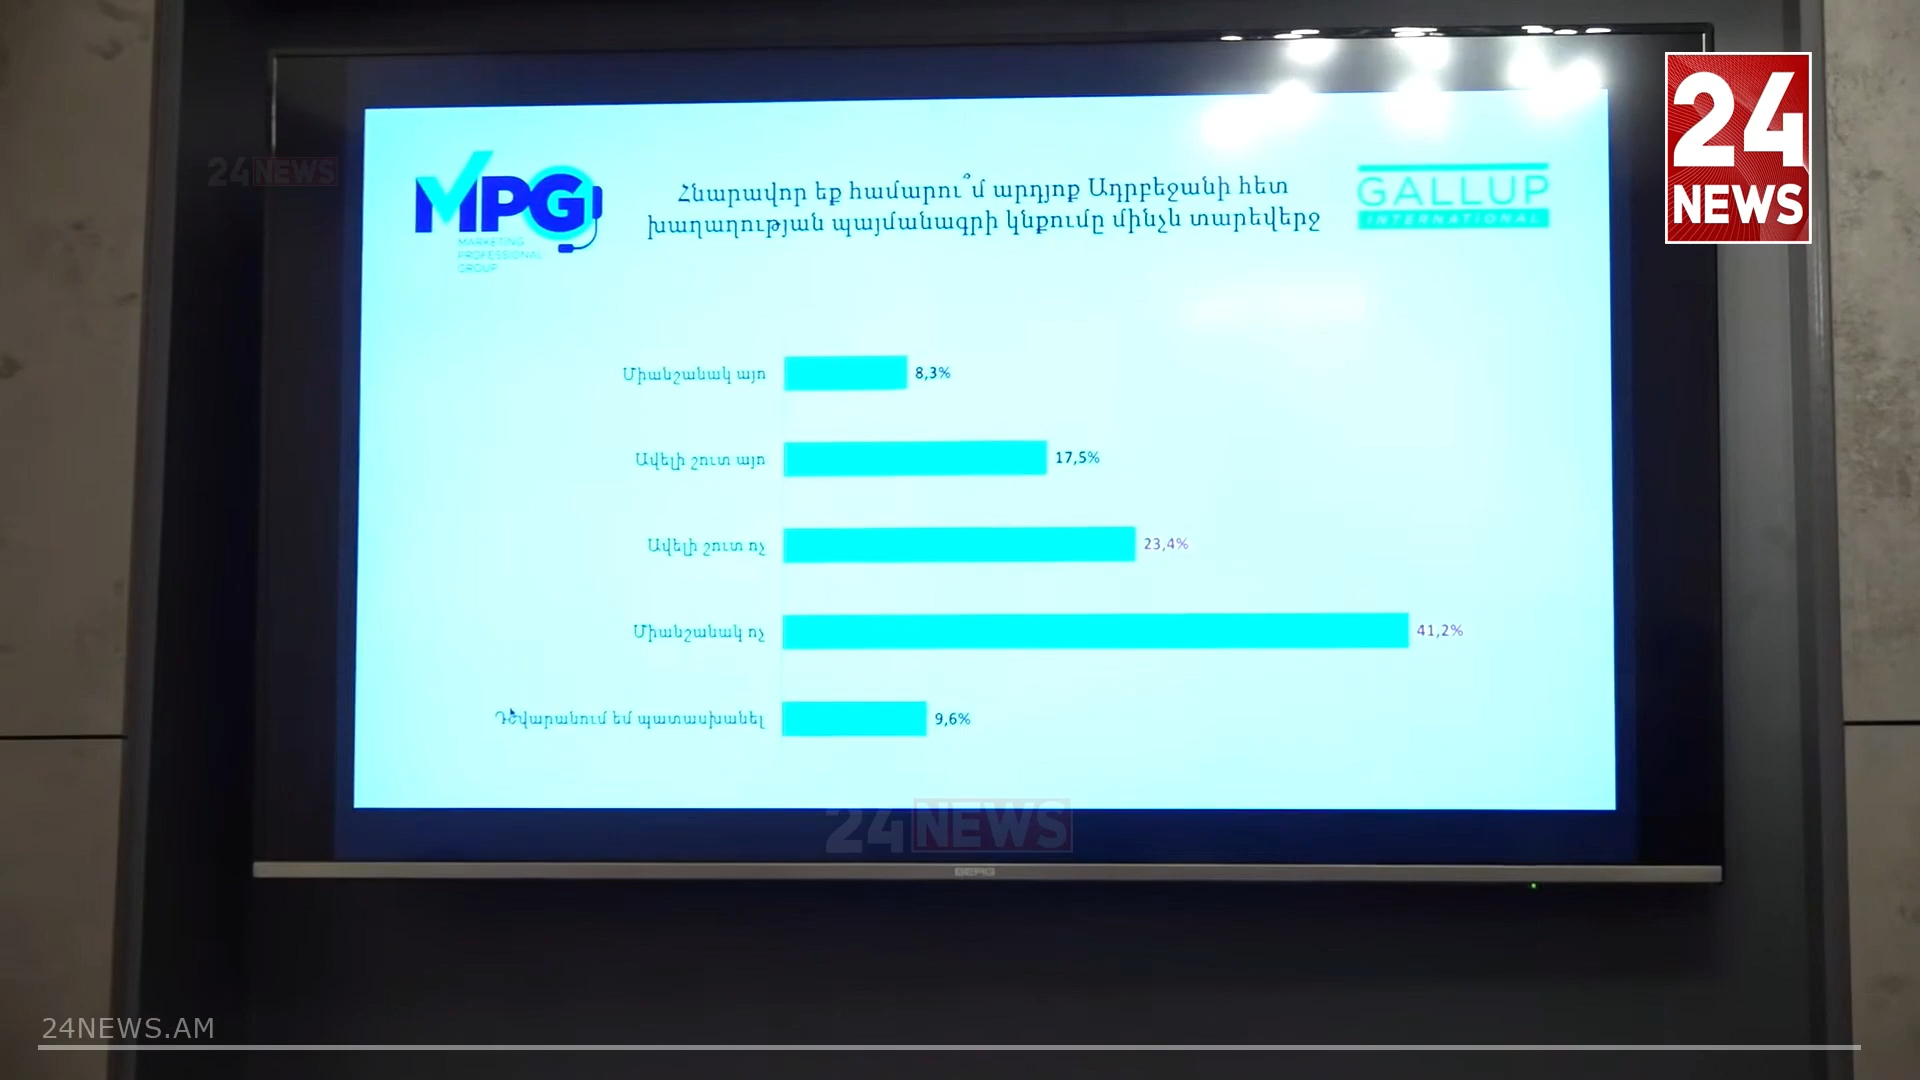 24
NEWS
24NEWS
MPG
MARKETING
PROFESSIONAL
GROUP
Հնարավոր եք համարու՞մ արդյոք Ադրբեջանի հետ
խաղաղության պայմանագրի կնքումը մինչև տարեվերջ
GALLUP
INTERNATIONAL
Միանշանակ այո 8,3%
Ավելի շուտ այո 17,5%
Ավելի շուտ ոչ 23,4%
Միանշանակ ոչ 41,2%
Դժվարանում եմ պատասխանել 9,6%
24NEWS
BERG
24NEWS.AM